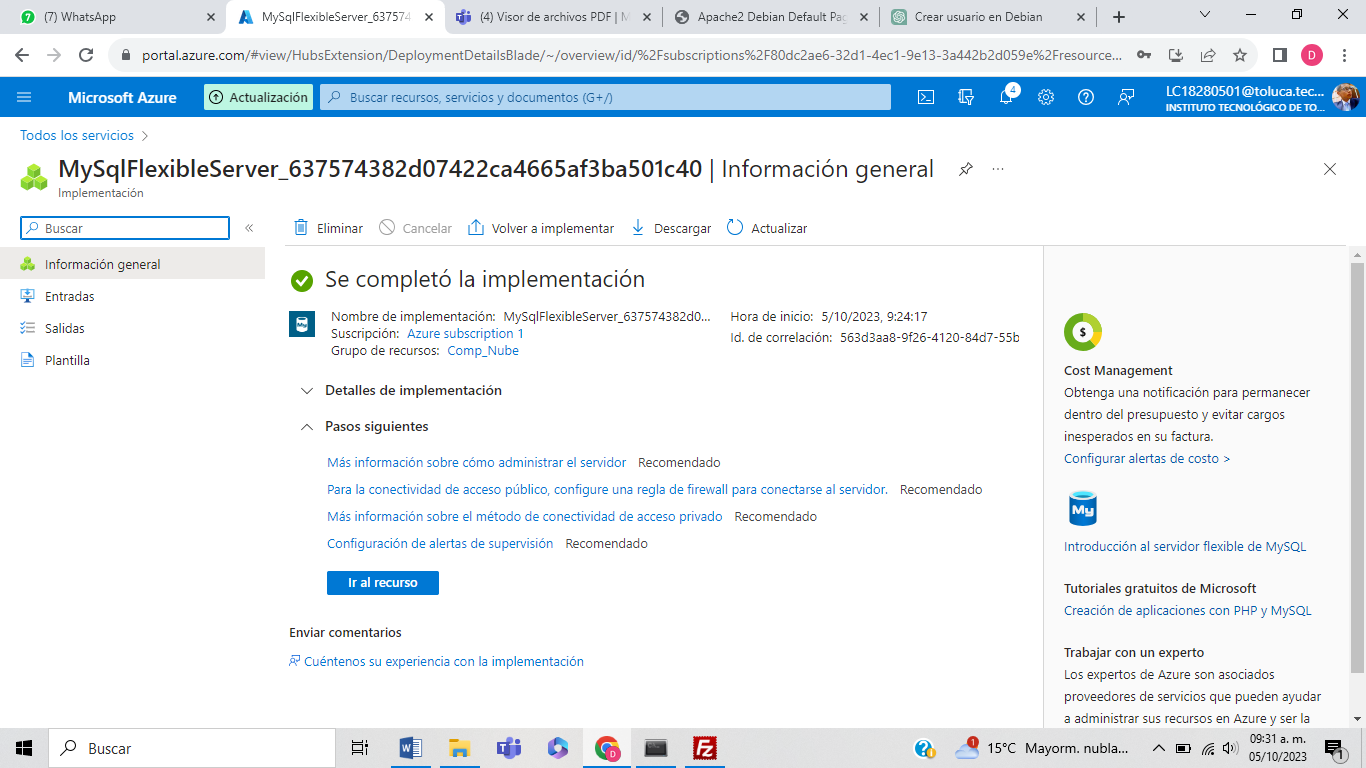 (7) WhatsApp
MySqlFlexibleServer_637574
(4) Visor de archivos PDF | M
Apache2 Debian Default Pag
Crear usuario en Debian
portal.azure.com/#view/HubsExtension/DeploymentDetailsBlade/~/overview/id/%2Fsubscriptions%2F80dc2ae6-32d1-4ec1-9e13-3a442b2d059e%2Fresource...
D
Microsoft Azure
Actualización
Buscar recursos, servicios y documentos (G+/)
4
LC18280501@toluca.tec...
INSTITUTO TECNOLÓGICO DE TO...
Todos los servicios
MySqlFlexibleServer_637574382d07422ca4665af3ba501c40 | Información general
Implementación
Buscar
Información general
Entradas
Salidas
Plantilla
Eliminar
Cancelar
Volver a implementar
Descargar
Actualizar
Se completó la implementación
Nombre de implementación: MySqlFlexibleServer_637574382d0...
Suscripción: Azure subscription 1
Grupo de recursos: Comp_Nube
Hora de inicio: 5/10/2023, 9:24:17
Id. de correlación: 563d3aa8-9f26-4120-84d7-55b
Detalles de implementación
Pasos siguientes
Más información sobre cómo administrar el servidor Recomendado
Para la conectividad de acceso público, configure una regla de firewall para conectarse al servidor. Recomendado
Más información sobre el método de conectividad de acceso privado Recomendado
Configuración de alertas de supervisión Recomendado
Ir al recurso
Enviar comentarios
Cuéntenos su experiencia con la implementación
$
Cost Management
Obtenga una notificación para permanecer
dentro del presupuesto y evitar cargos
inesperados en su factura.
Configurar alertas de costo >
My
Introducción al servidor flexible de MySQL
Tutoriales gratuitos de Microsoft
Creación de aplicaciones con PHP y MySQL
Trabajar con un experto
Los expertos de Azure son asociados
proveedores de servicios que pueden ayudar
a administrar sus recursos en Azure y ser la
Buscar
15°C Mayorm. nubla...
09:31 a. m.
05/10/2023
1